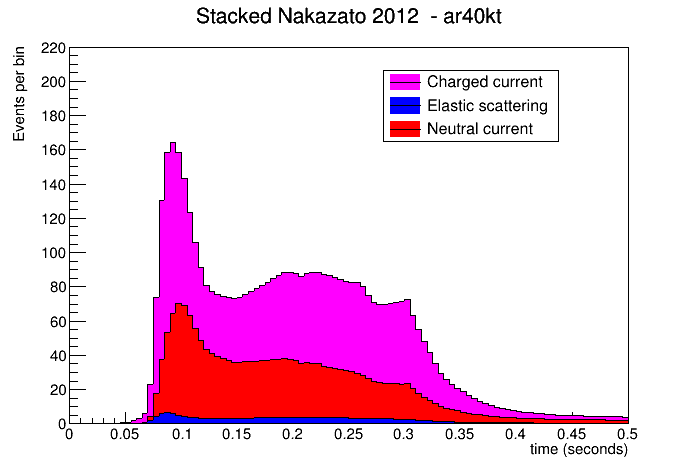 Stacked Nakazato 2012 - ar40kt
Events per bin
220
200
180
160
140
120
100
80
60
40
20
0
Charged current
Elastic scattering
Neutral current
0 0.05 0.1 0.15 0.2 0.25 0.3 0.35 0.4 0.45 0.5
time (seconds)